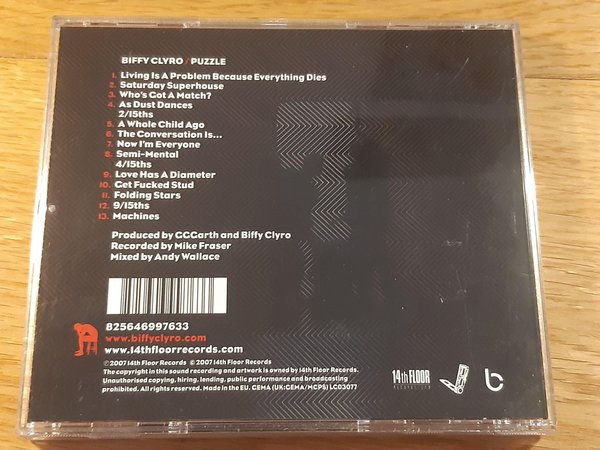 BIFFY CLYRO / PUZZLE
1. Living Is A Problem Because Everything Dies
2. Saturday Superhouse
3. Who's Got A Match?
4. As Dust Dances
2/15ths
5. A Whole Child Ago
6. The Conversation Is...
7. Now I'm Everyone
8. Semi-Mental
4/15ths
9. Love Has A Diameter
10. Get Fucked Stud
11. Folding Stars
12. 9/15ths
13. Machines
Produced by GGGarth and Biffy Clyro
Recorded by Mike Fraser
Mixed by Andy Wallace
825646997633
www.biffyclyro.com
www.14thfloorrecords.com
℗ 2007 14th Floor Records © 2007 14th Floor Records
The copyright in this sound recording and artwork is owned by 14th Floor Records.
Unauthorised copying, hiring, lending, public performance and broadcasting
prohibited. All rights reserved. Made in the EU. GEMA (UK:GEMA/MCPS) LC03077
14th FLOOR
RECORDS
b